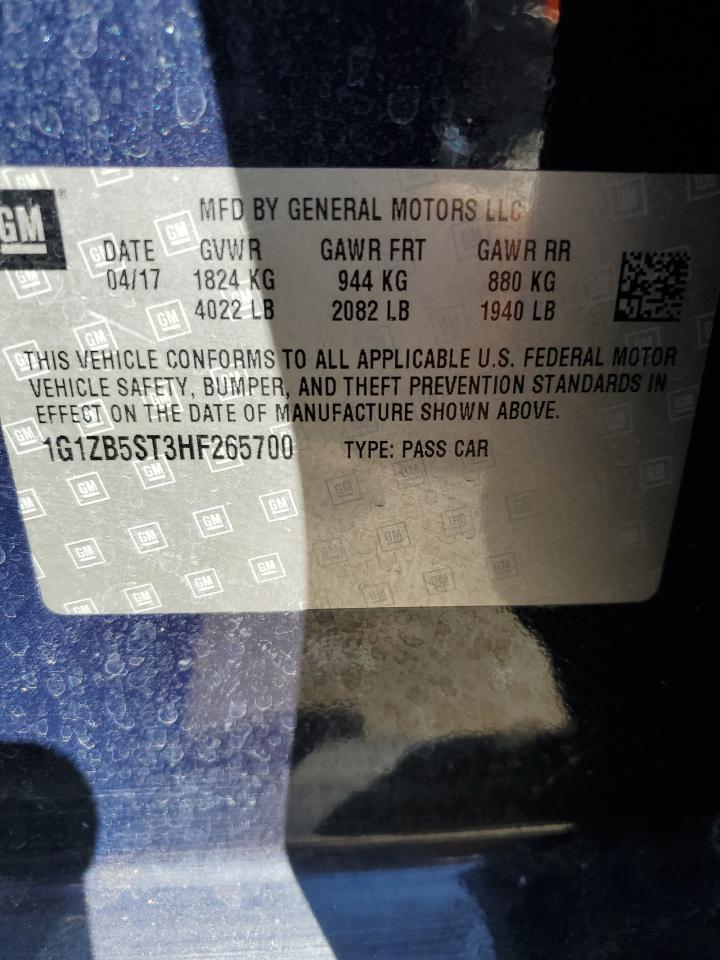 GM
MFD BY GENERAL MOTORS LLC
DATE GVWR GAWR FRT GAWR RR
04/17 1824 KG 944 KG 880 KG
4022 LB 2082 LB 1940 LB
THIS VEHICLE CONFORMS TO ALL APPLICABLE U.S. FEDERAL MOTOR
VEHICLE SAFETY, BUMPER, AND THEFT PREVENTION STANDARDS IN
EFFECT ON THE DATE OF MANUFACTURE SHOWN ABOVE.
1G1ZB5ST3HF265700 TYPE: PASS CAR